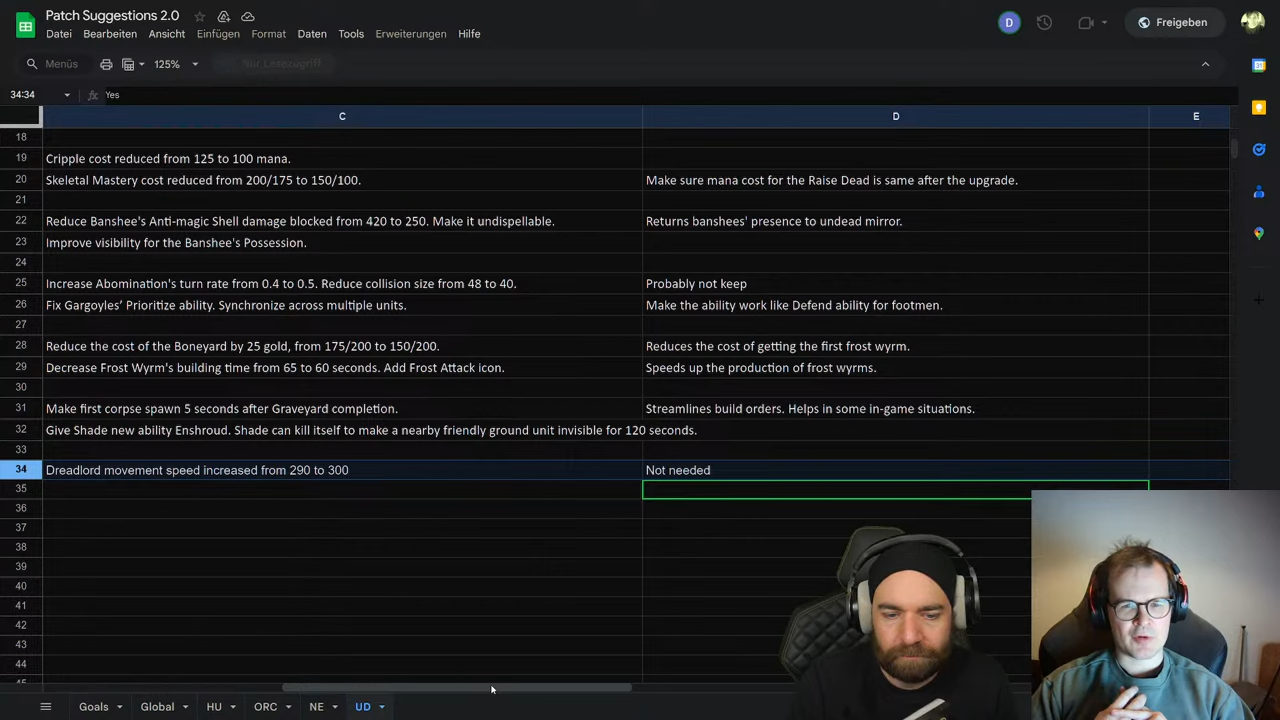 Patch Suggestions 2.0
D
Freigeben
Datei Bearbeiten Ansicht Einfügen Format Daten Tools Erweiterungen Hilfe
Menüs 125% Nur Lesezugriff
34:34 fx Yes
C D E
18
19 Cripple cost reduced from 125 to 100 mana.
20 Skeletal Mastery cost reduced from 200/175 to 150/100. Make sure mana cost for the Raise Dead is same after the upgrade.
21
22 Reduce Banshee's Anti-magic Shell damage blocked from 420 to 250. Make it undispellable. Returns banshees' presence to undead mirror.
23 Improve visibility for the Banshee's Possession.
24
25 Increase Abomination's turn rate from 0.4 to 0.5. Reduce collision size from 48 to 40. Probably not keep
26 Fix Gargoyles’ Prioritize ability. Synchronize across multiple units. Make the ability work like Defend ability for footmen.
27
28 Reduce the cost of the Boneyard by 25 gold, from 175/200 to 150/200. Reduces the cost of getting the first frost wyrm.
29 Decrease Frost Wyrm's building time from 65 to 60 seconds. Add Frost Attack icon. Speeds up the production of frost wyrms.
30
31 Make first corpse spawn 5 seconds after Graveyard completion. Streamlines build orders. Helps in some in-game situations.
32 Give Shade new ability Enshroud. Shade can kill itself to make a nearby friendly ground unit invisible for 120 seconds.
33
34 Dreadlord movement speed increased from 290 to 300 Not needed
35
36
37
38
39
40
41
42
43
44
45
Goals Global HU ORC NE UD